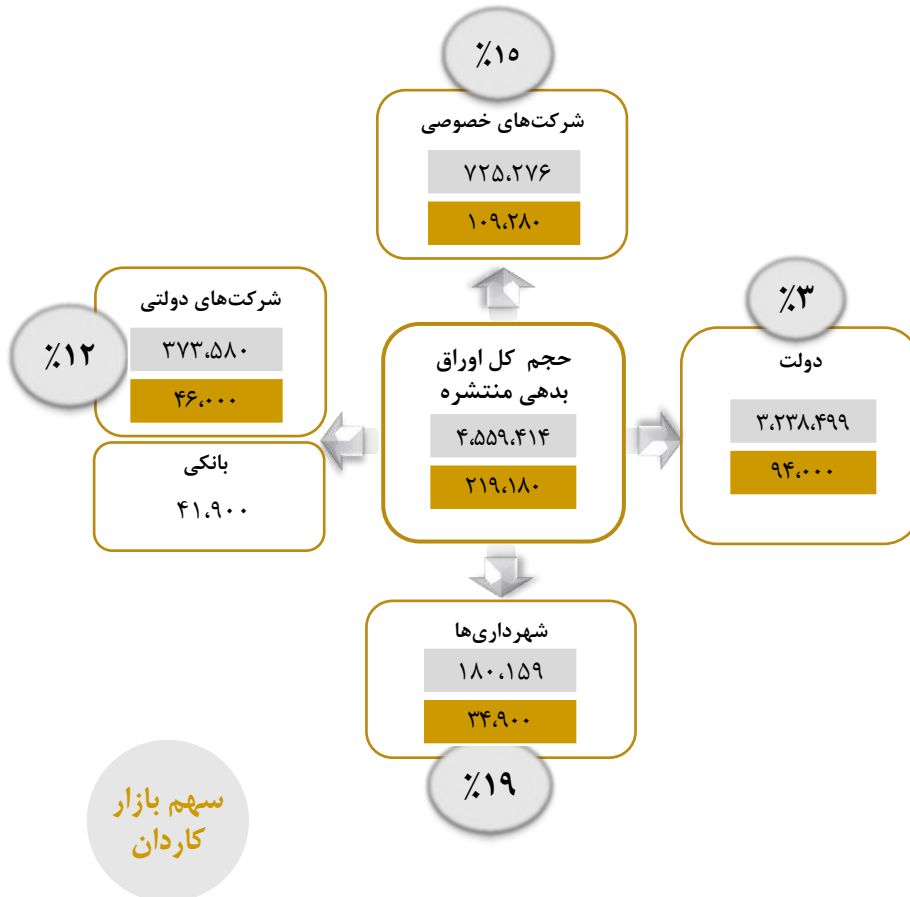 ٪۱۵
شرکت‌های خصوصی
۷۲۵،۲۷۶
۱۰۹،۲۸۰
٪۳
دولت
۳،۲۳۸،۴۹۹
۹۴،۰۰۰
حجم کل اوراق
بدهی منتشره
۴،۵۵۹،۴۱۴
۲۱۹،۱۸۰
شرکت‌های دولتی
۳۷۳،۵۸۰
۴۶،۰۰۰
٪۱۲
بانکی
۴۱،۹۰۰
شهرداری‌ها
۱۸۰،۱۵۹
۳۴،۹۰۰
٪۱۹
سهم بازار
کاردان